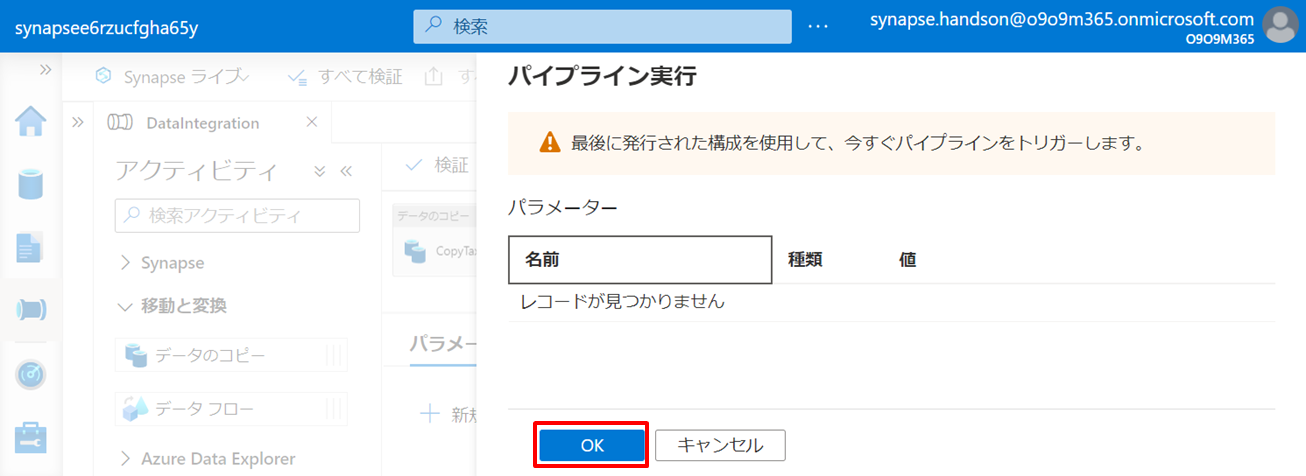 synapsee6rzucfgha65y
検索
...
synapse.handson@o9o9m365.onmicrosoft.com
O9O9M365
Synapse ライブ
すべて検証
DataIntegration
アクティビティ
検索アクティビティ
Synapse
移動と変換
データのコピー
データ フロー
Azure Data Explorer
検証
データのコピー
CopyTax
パラメー
新規
パイプライン実行
最後に発行された構成を使用して、今すぐパイプラインをトリガーします。
パラメーター
名前 種類 値
レコードが見つかりません
OK キャンセル